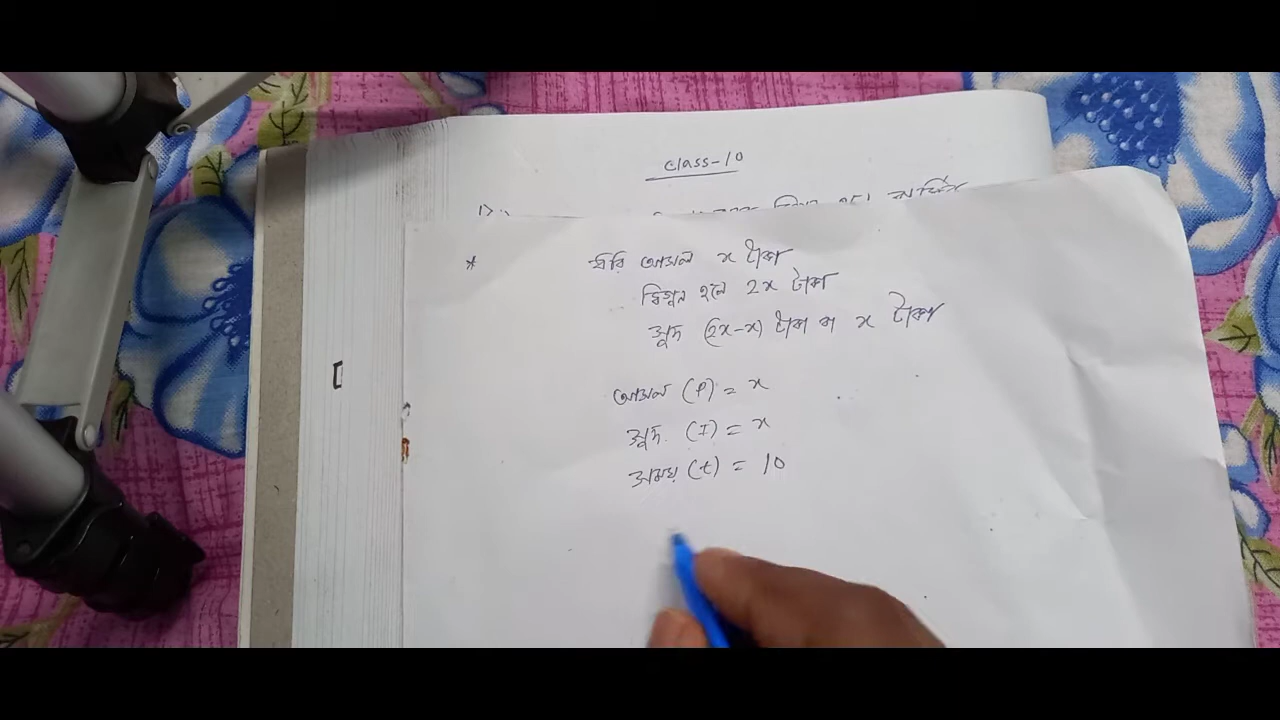 Class-10
* ধরি আসল x টাকা
দ্বিগুন হলে 2x টাকা
সুদ (2x-x) টাকা বা x টাকা
আসল (P) = x
সুদ (I) = x
সময় (t) = 10